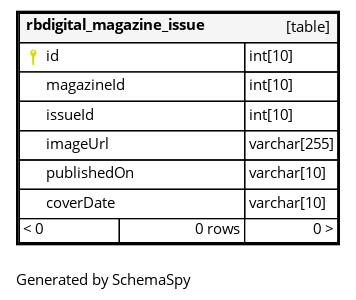 rbdigital_magazine_issue [table]
id int[10]
magazineId int[10]
issueId int[10]
imageUrl varchar[255]
publishedOn varchar[10]
coverDate varchar[10]
< 0 0 rows 0 >
Generated by SchemaSpy